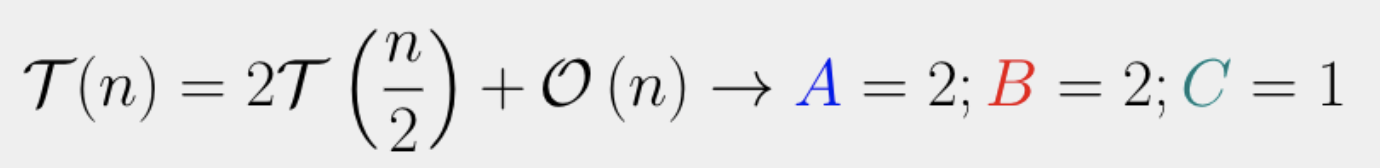 𝒯(n) = 2𝒯(n/2) + 𝒪(n) → A = 2; B = 2; C = 1